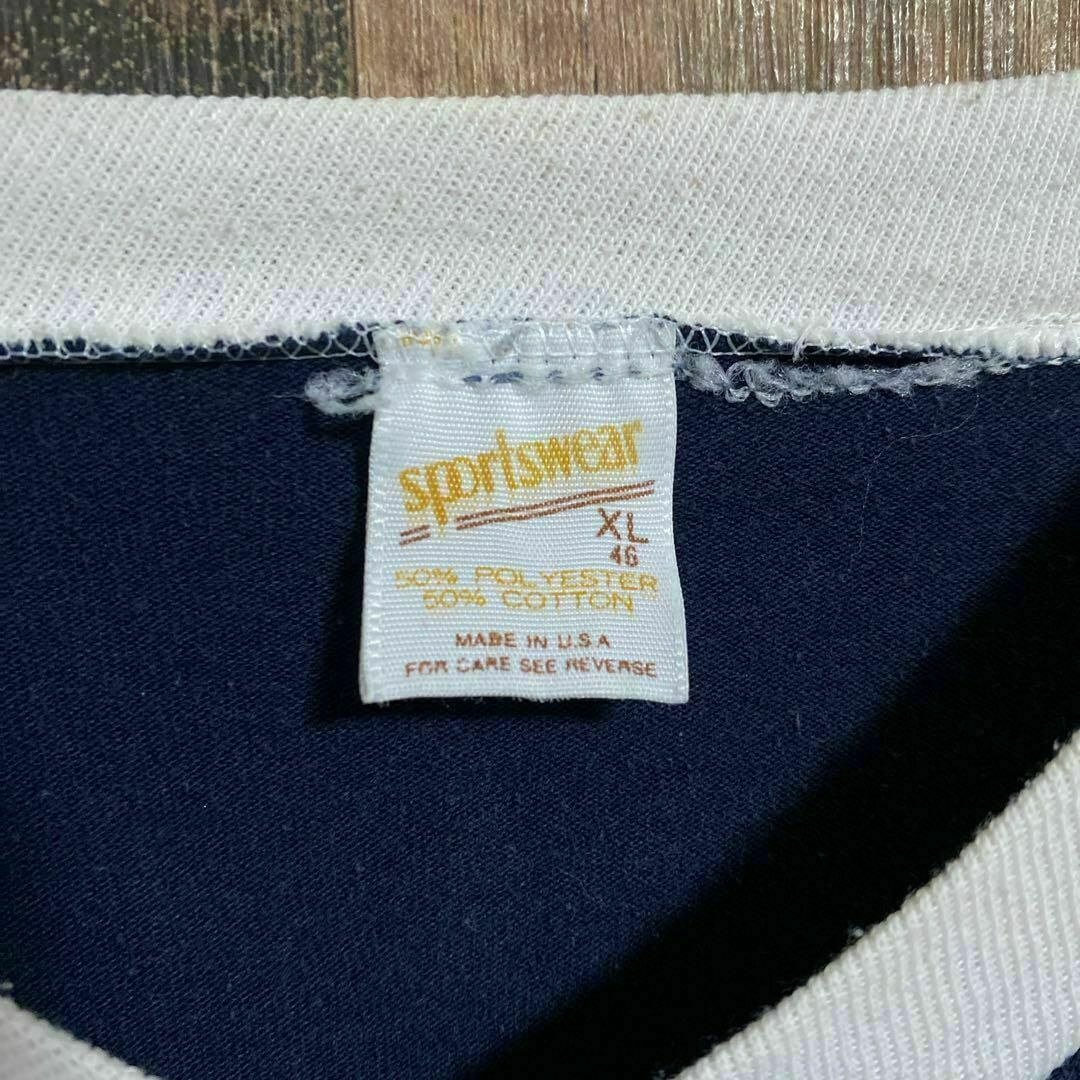 sportswear
XL
46
50% POLYESTER
50% COTTON
MADE IN U.S.A
FOR CARE SEE REVERSE